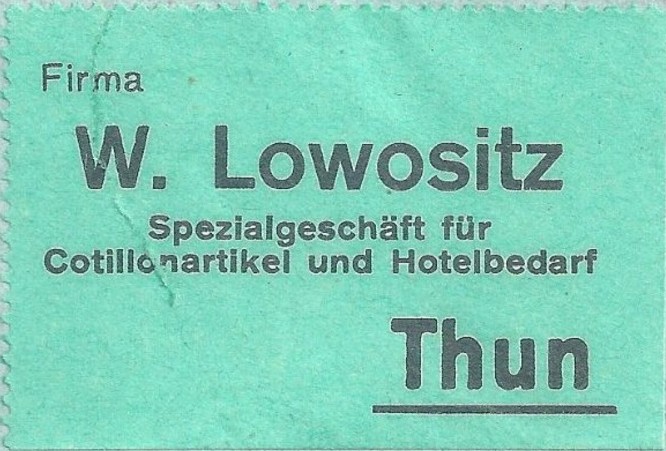 Firma
W. Lowositz
Spezialgeschäft für
Cotillonartikel und Hotelbedarf
Thun